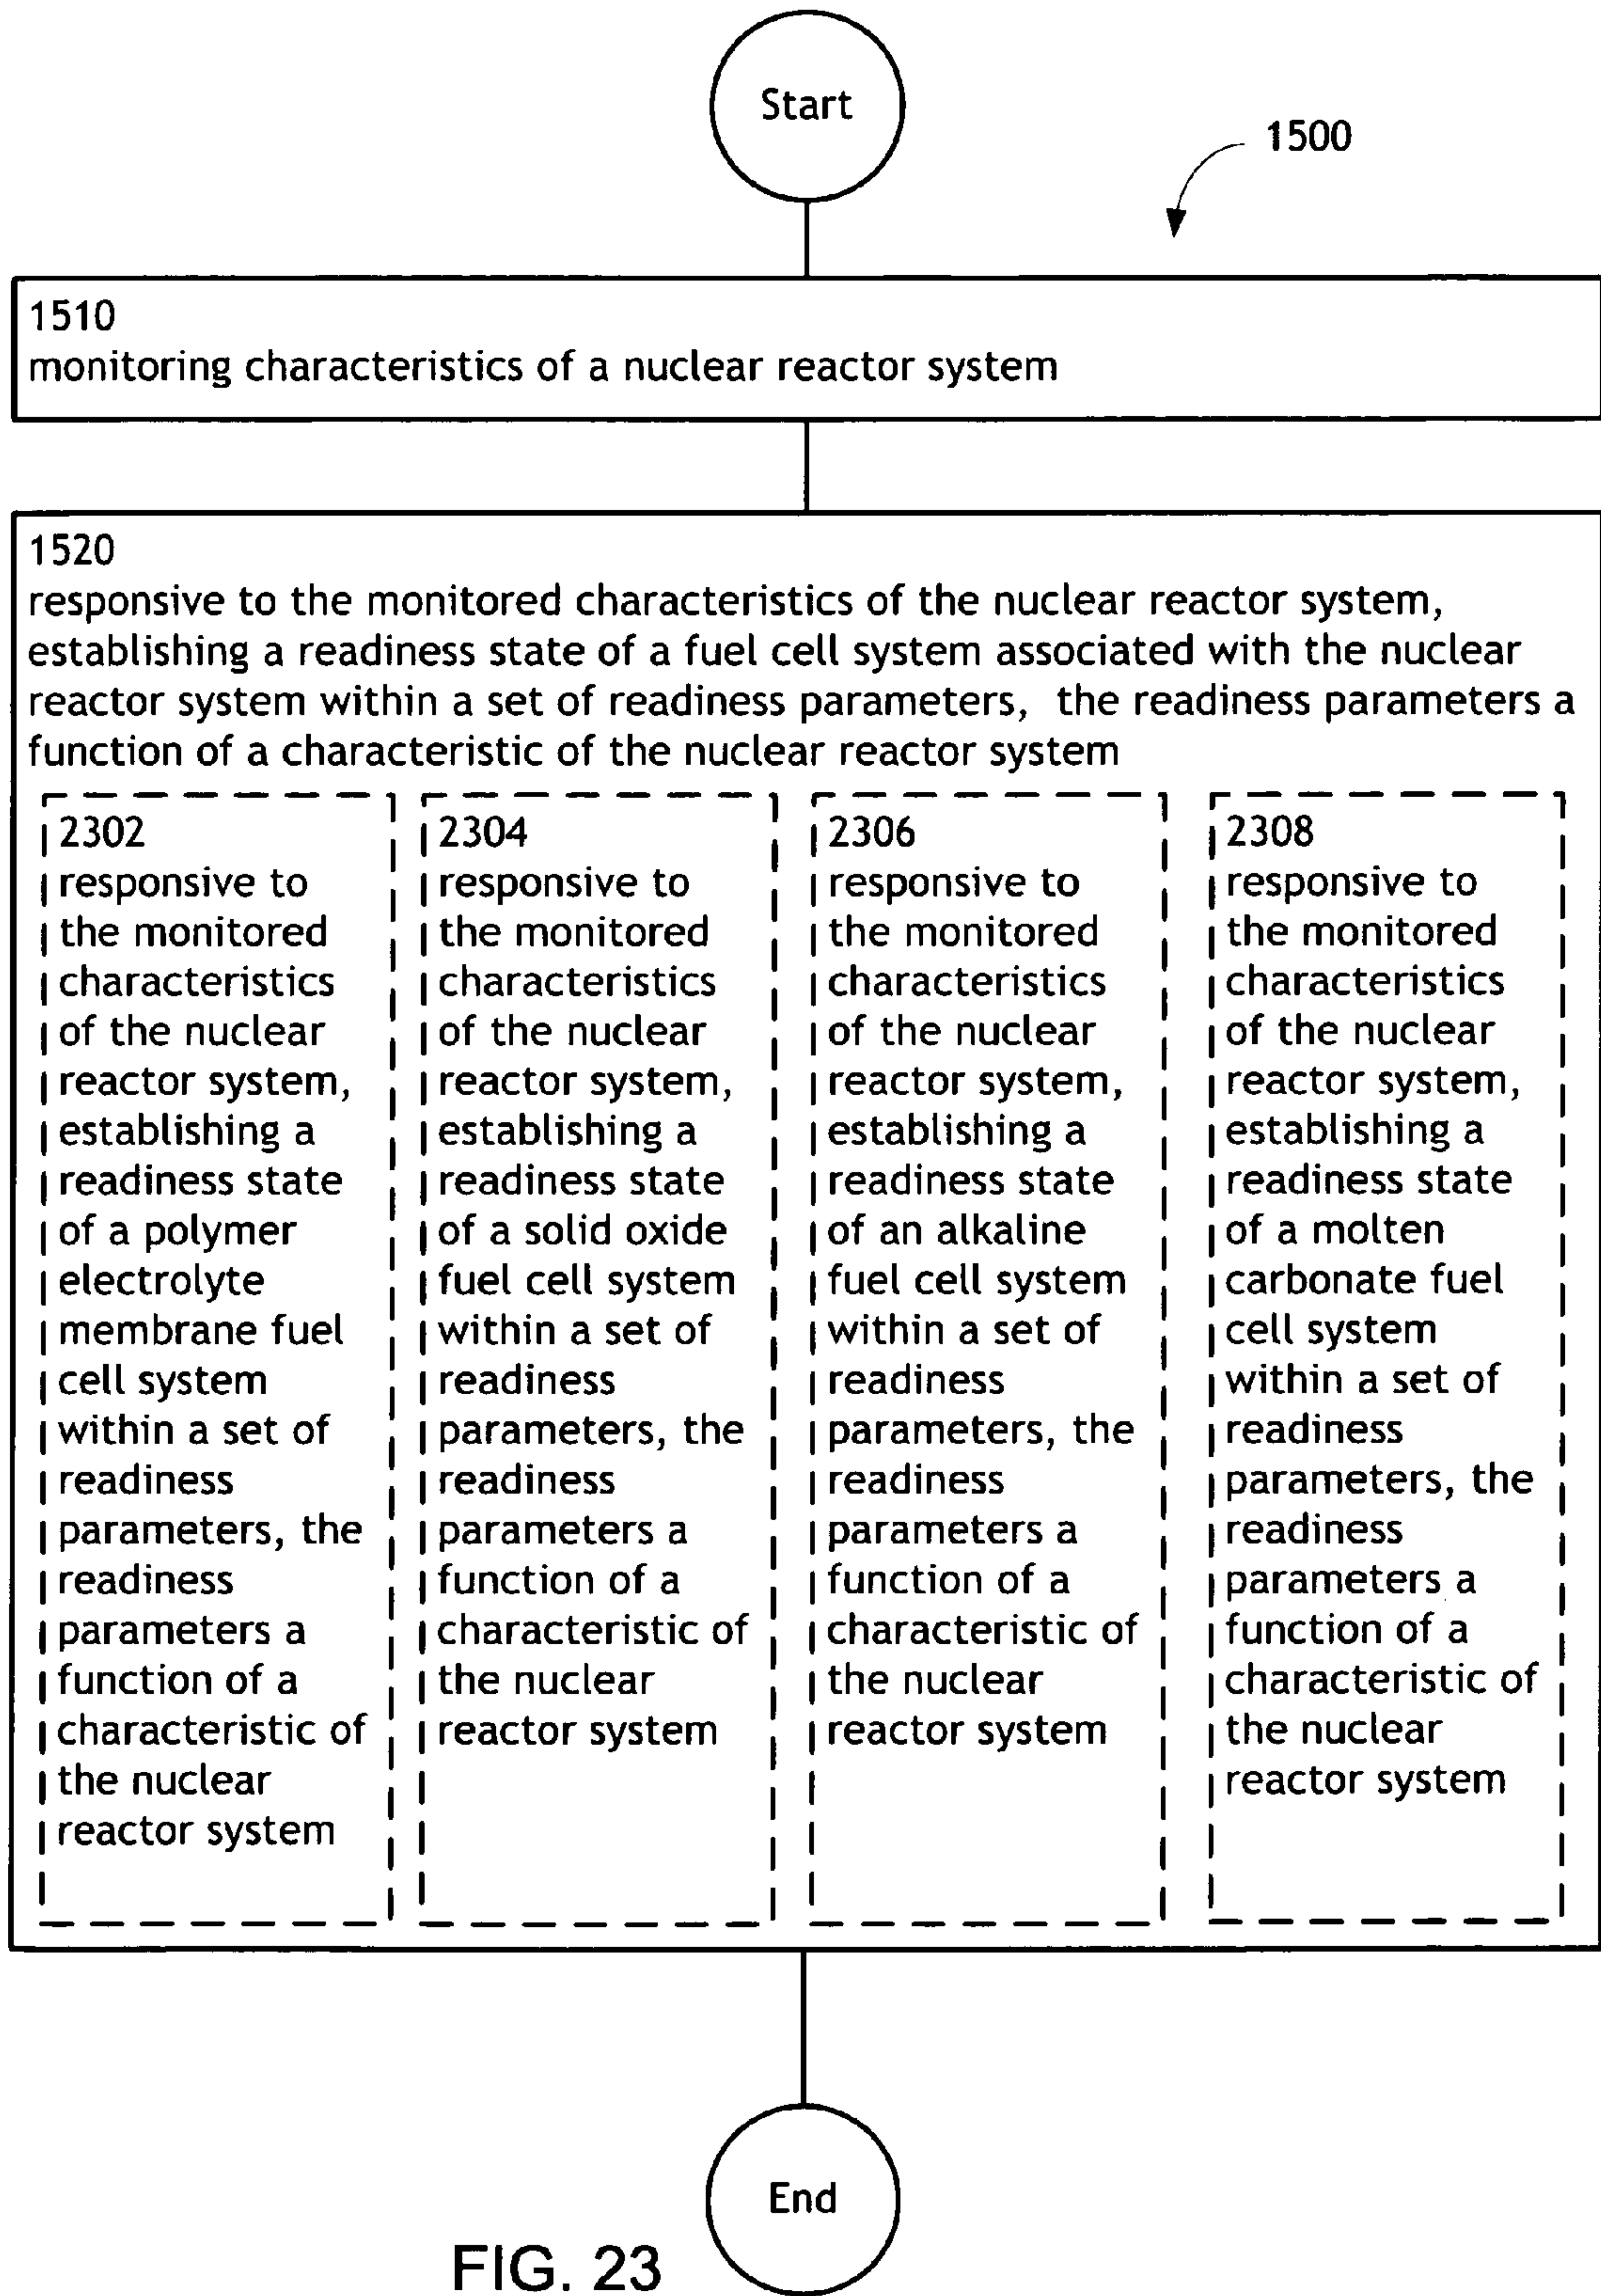 Start
1500
1510
monitoring characteristics of a nuclear reactor system
1520
responsive to the monitored characteristics of the nuclear reactor system,
establishing a readiness state of a fuel cell system associated with the nuclear
reactor system within a set of readiness parameters, the readiness parameters a
function of a characteristic of the nuclear reactor system
2302
responsive to
the monitored
characteristics
of the nuclear
reactor system,
establishing a
readiness state
of a polymer
electrolyte
membrane fuel
cell system
within a set of
readiness
parameters, the
readiness
parameters a
function of a
characteristic of
the nuclear
reactor system
2304
responsive to
the monitored
characteristics
of the nuclear
reactor system,
establishing a
readiness state
of a solid oxide
fuel cell system
within a set of
readiness
parameters, the
readiness
parameters a
function of a
characteristic of
the nuclear
reactor system
2306
responsive to
the monitored
characteristics
of the nuclear
reactor system,
establishing a
readiness state
of an alkaline
fuel cell system
within a set of
readiness
parameters, the
readiness
parameters a
function of a
characteristic of
the nuclear
reactor system
2308
responsive to
the monitored
characteristics
of the nuclear
reactor system,
establishing a
readiness state
of a molten
carbonate fuel
cell system
within a set of
readiness
parameters, the
readiness
parameters a
function of a
characteristic of
the nuclear
reactor system
End
FIG. 23